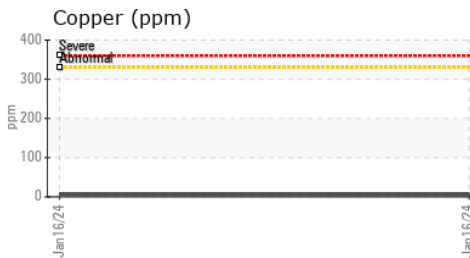 Copper (ppm)
400
Severe
Abnormal
300
ppm
200
100
0
Jan16/24
Jan16/24